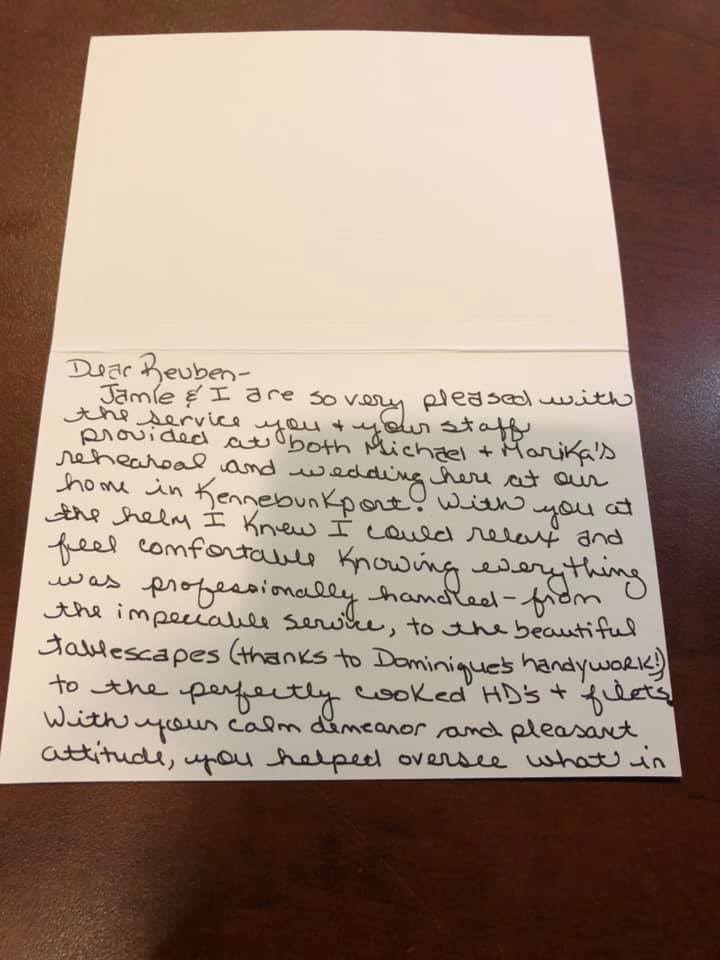 Dear Reuben-
Jamie & I are so very pleased with
the service you + your staff
provided at both Michael + Marika's
rehearsal and wedding here at our
home in Kennebunkport. With you at
the helm I knew I could relax and
feel comfortable knowing everything
was professionally handled - from
the impeccable service, to the beautiful
tablescapes (thanks to Dominique's handywork!)
to the perfectly cooked HD's + filets.
With your calm demeanor and pleasant
attitude, you helped oversee what in